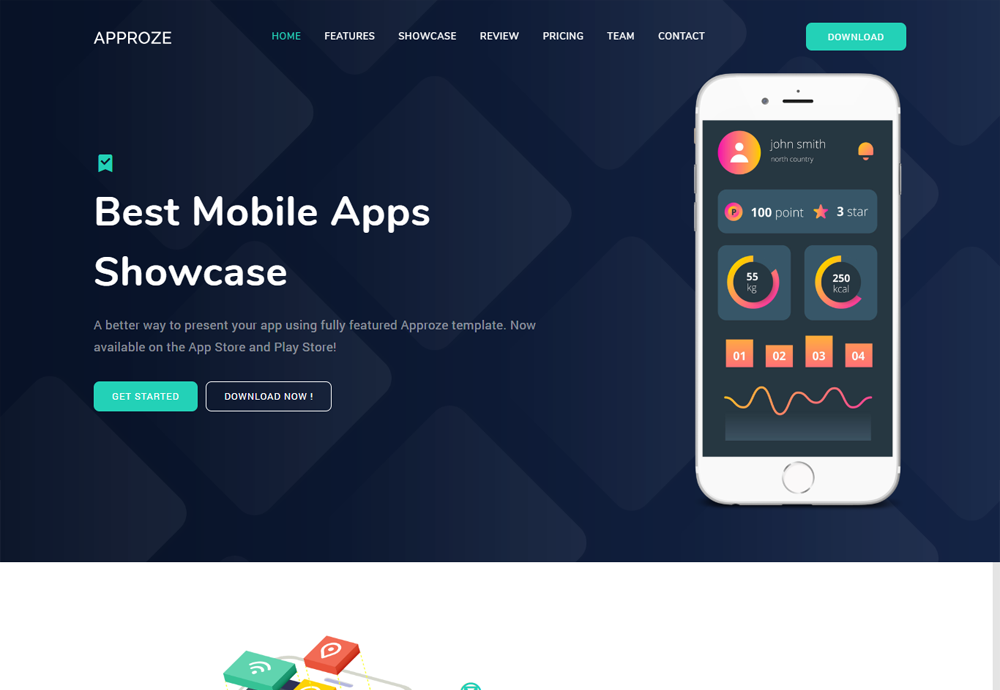 APPROZE
HOME FEATURES SHOWCASE REVIEW PRICING TEAM CONTACT
DOWNLOAD
Best Mobile Apps
Showcase
A better way to present your app using fully featured Approze template. Now
available on the App Store and Play Store!
GET STARTED
DOWNLOAD NOW !
john smith
north country
P 100 point 3 star
55
kg
250
kcal
01 02 03 04